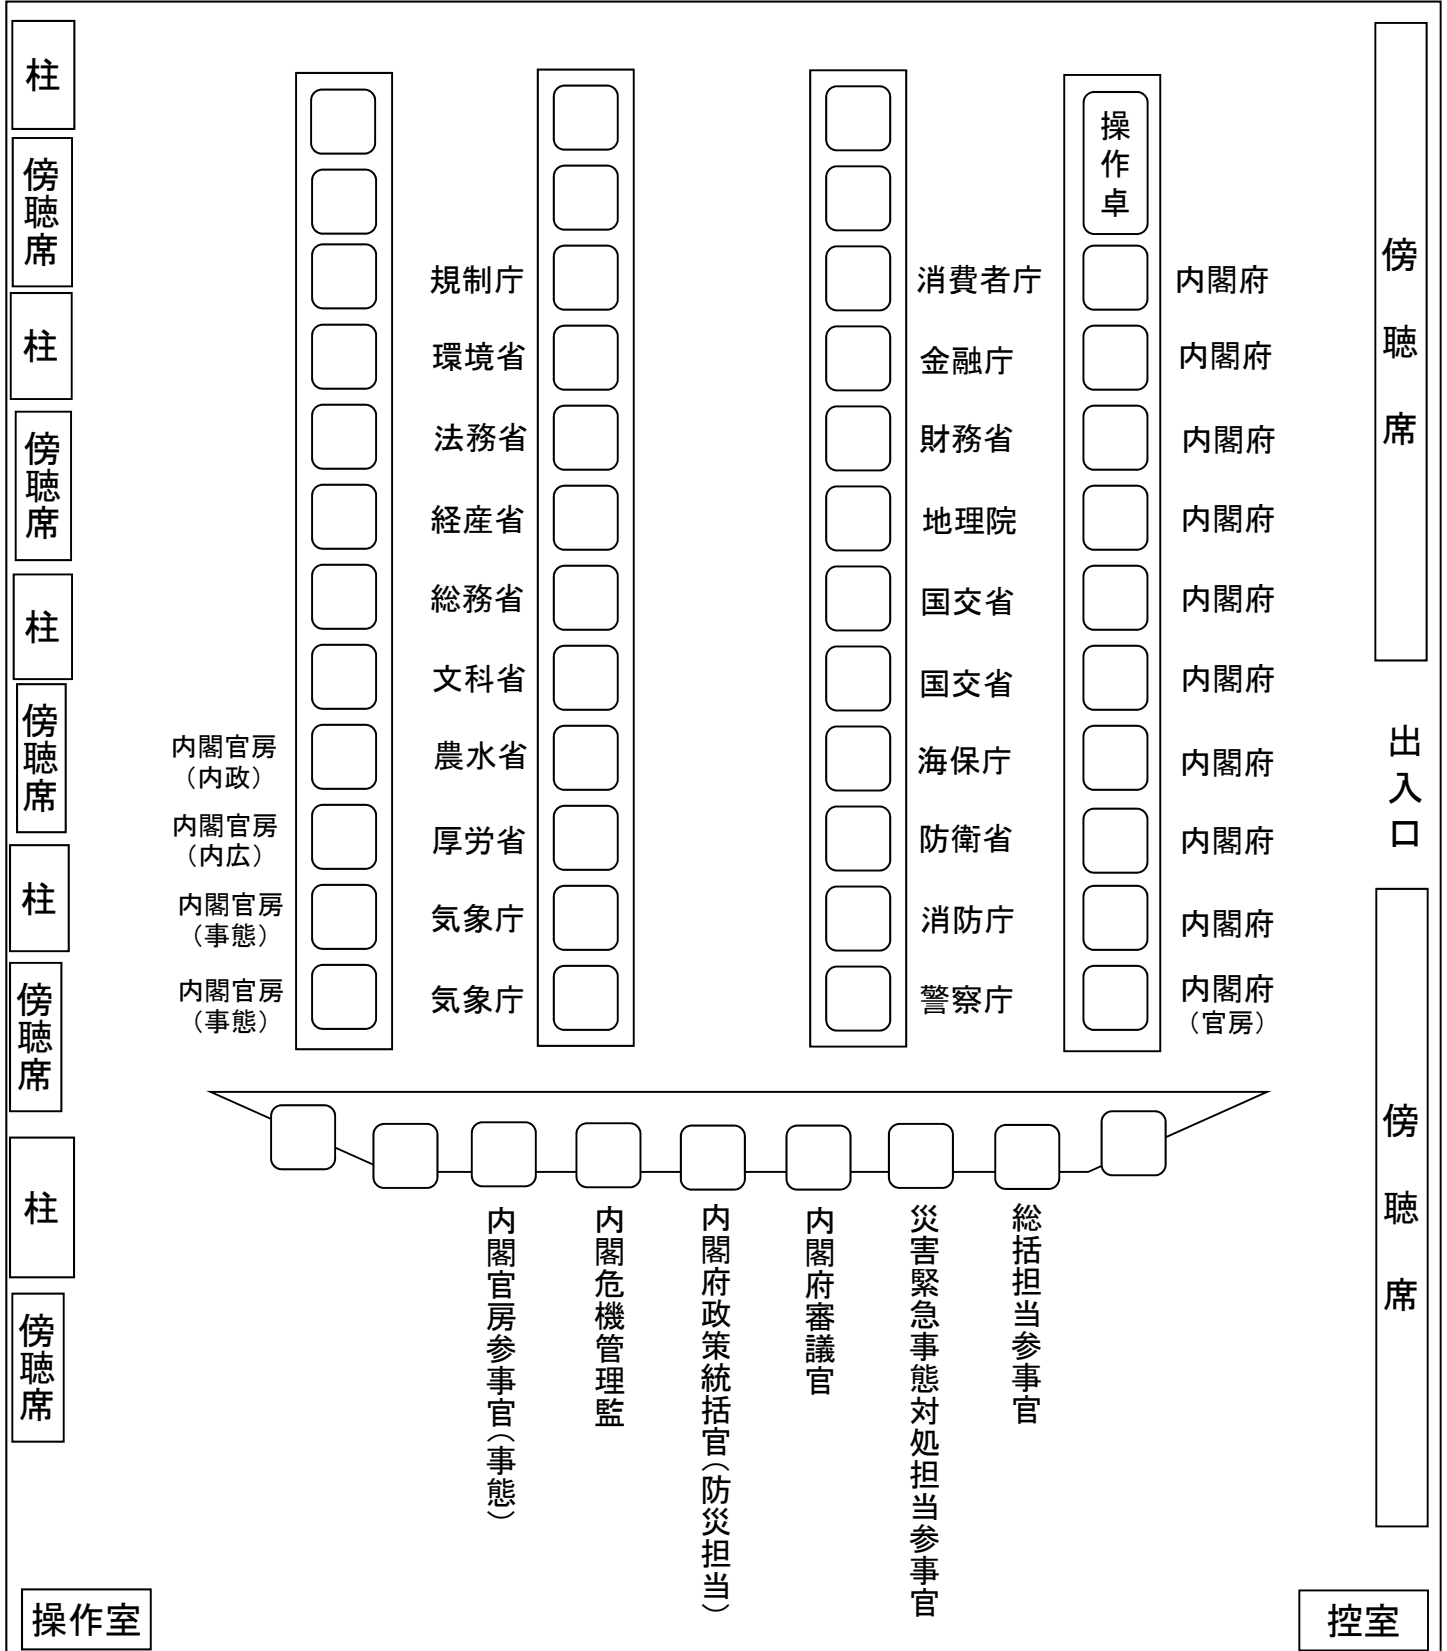 柱
傍聴席
柱
傍聴席
柱
傍聴席
柱
傍聴席
柱
傍聴席
内閣官房
（内政）
内閣官房
（内広）
内閣官房
（事態）
内閣官房
（事態）
規制庁
環境省
法務省
経産省
総務省
文科省
農水省
厚労省
気象庁
気象庁
消費者庁
金融庁
財務省
地理院
国交省
国交省
海保庁
防衛省
消防庁
警察庁
操作卓
内閣府
内閣府
内閣府
内閣府
内閣府
内閣府
内閣府
内閣府
内閣府
内閣府
（官房）
傍聴席
出入口
傍聴席
内閣官房参事官（事態）
内閣危機管理監
内閣府政策統括官（防災担当）
内閣府審議官
災害緊急事態対処担当参事官
総括担当参事官
操作室
控室